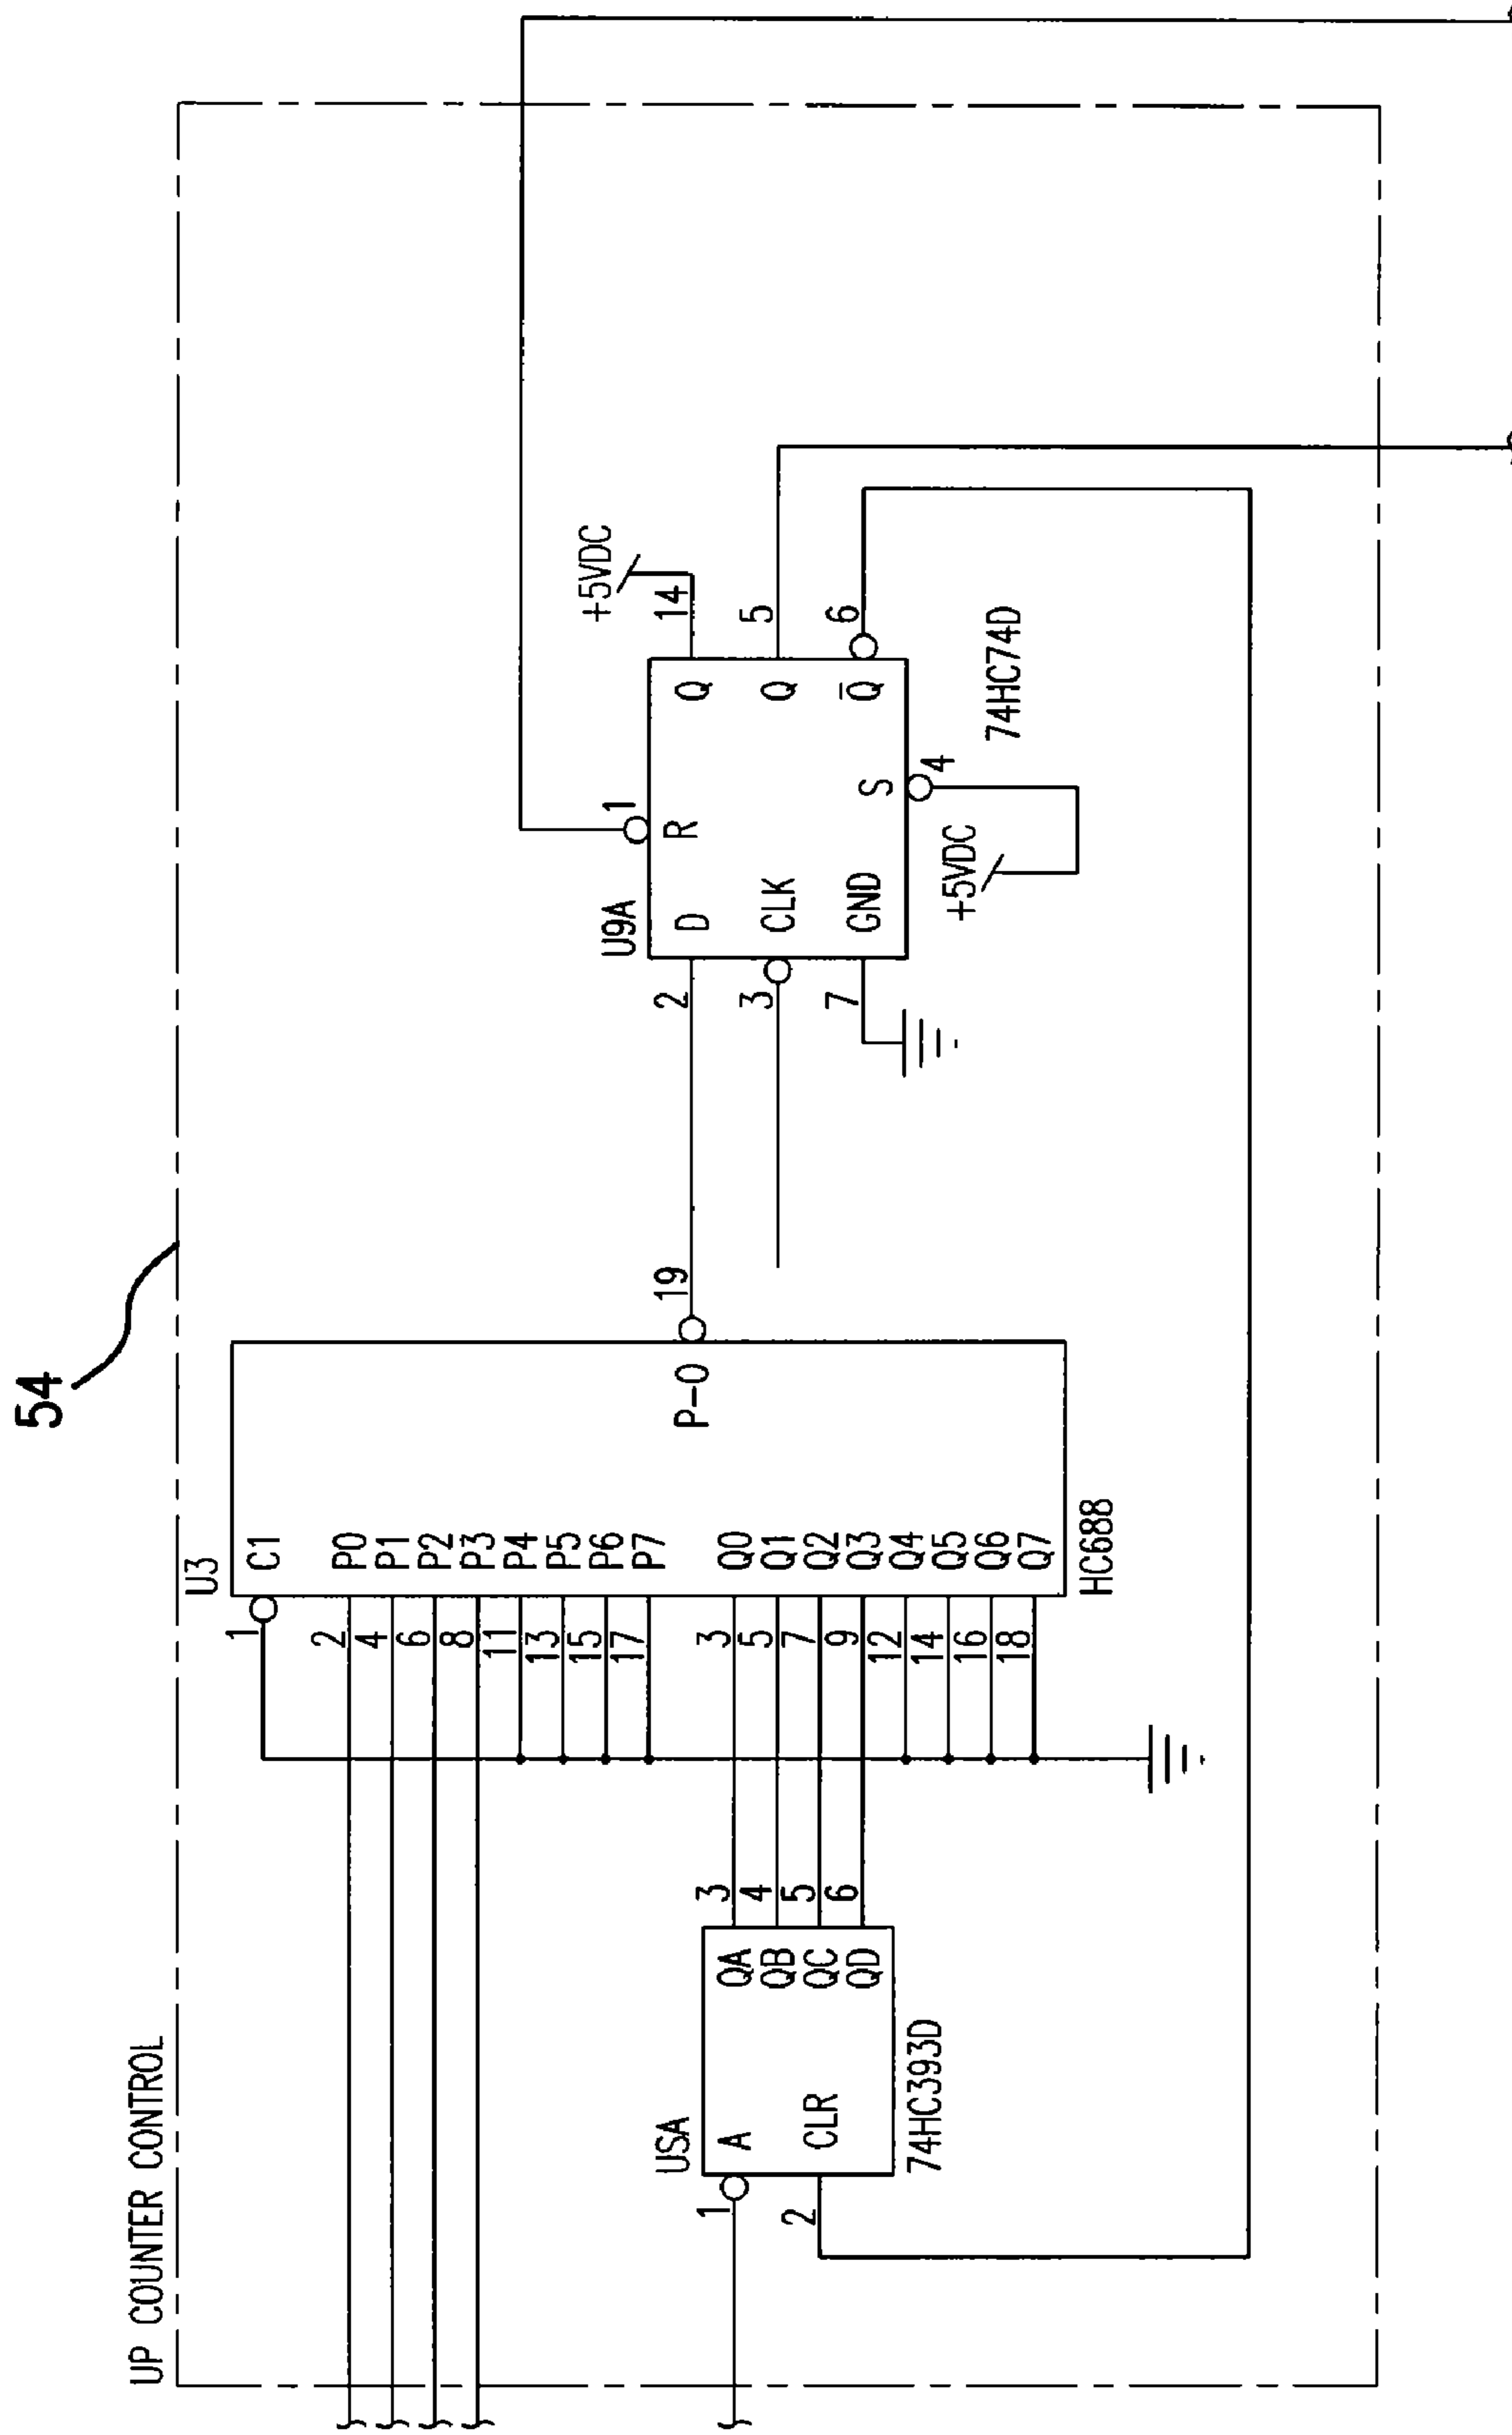 54
UP COUNTER CONTROL
U3
1 C1
2 P0
4 P1
6 P2
8 P3
11 P4
13 P5
15 P6
17 P7
3 Q0
5 Q1
7 Q2
9 Q3
12 Q4
14 Q5
16 Q6
18 Q7
P-0 19
HC688
USA
1 A
2 CLR
QA 3
QB 4
QC 5
QD 6
74HC393D
U9A
1
R
2 D
3 CLK
7 GND
Q 14
+5VDC
Q 5
Q̅ 6
S
4
+5VDC
74HC74D